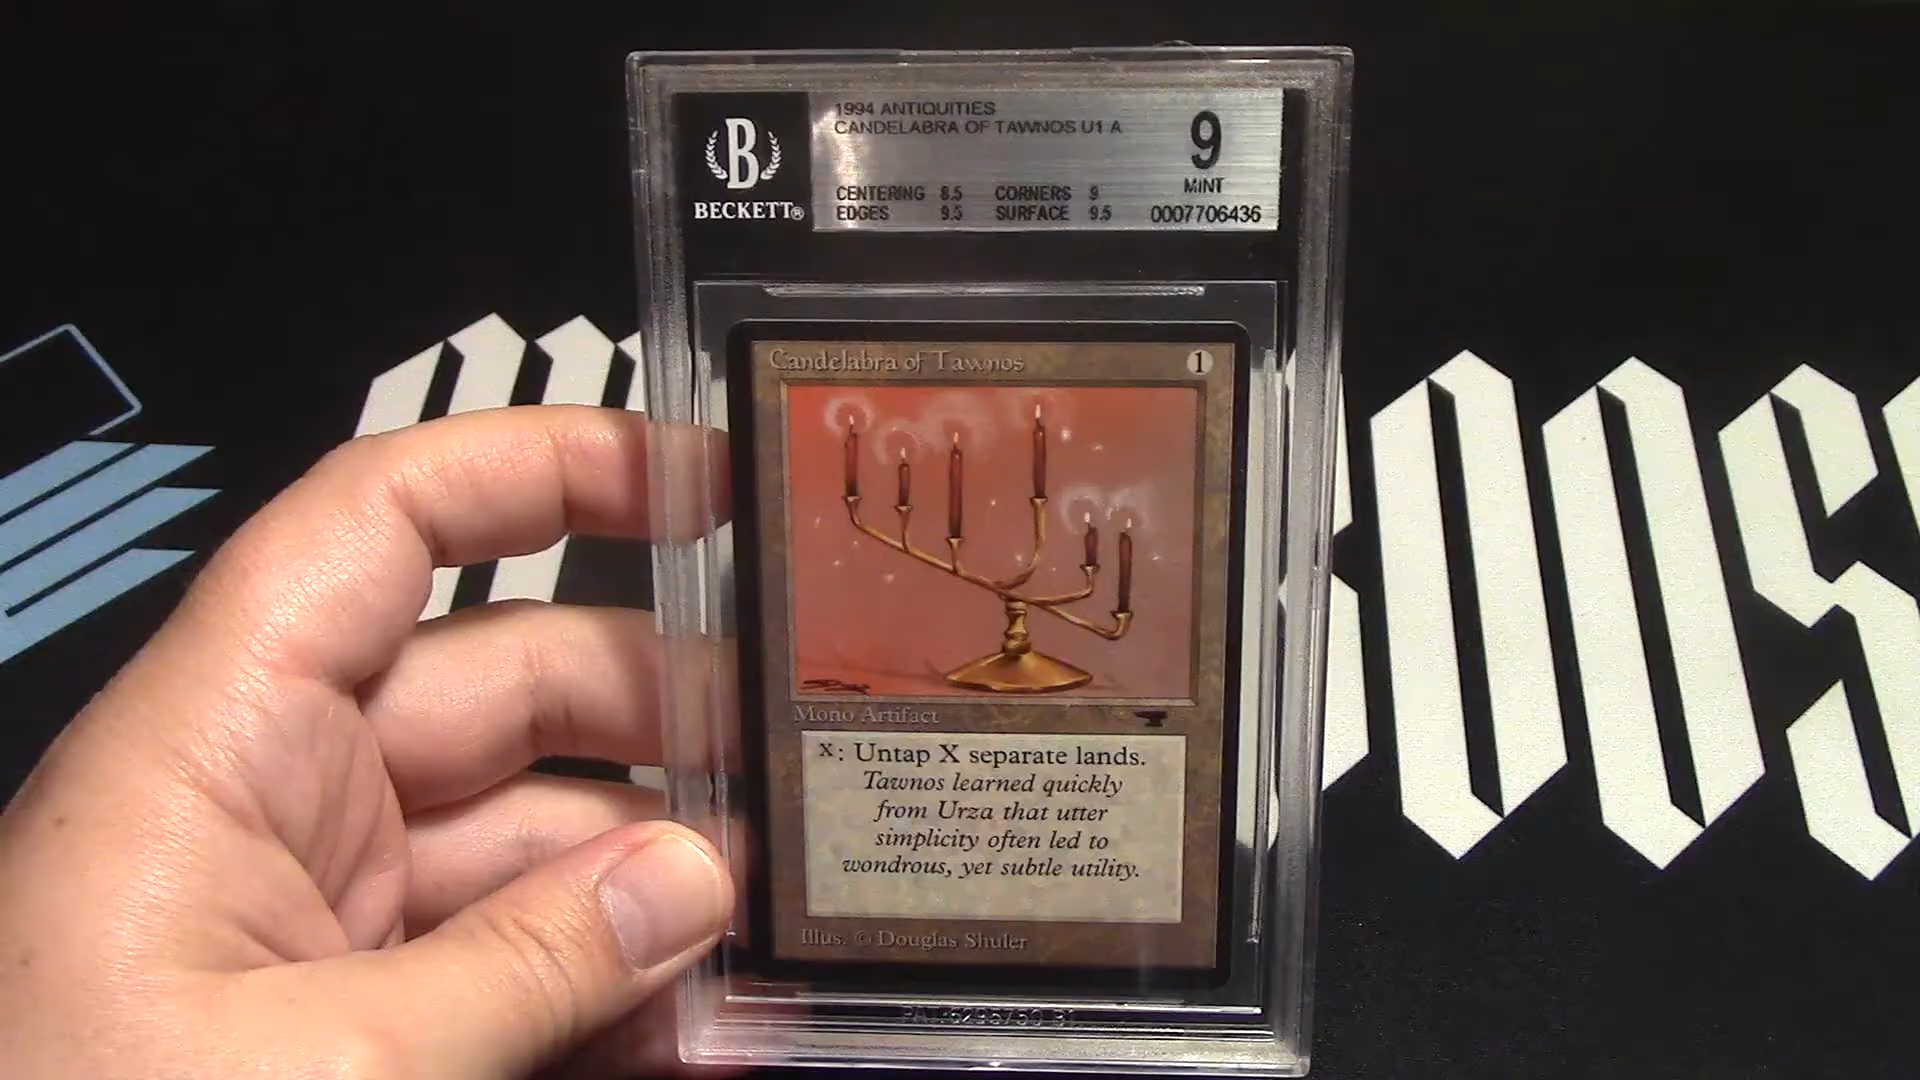 1994 ANTIQUITIES
CANDELABRA OF TAWNOS U1 A
9
MINT
CENTERING 8.5 CORNERS 9
EDGES 9.5 SURFACE 9.5
0007706436
B
BECKETT®
Candelabra of Tawnos
1
Mono Artifact
X: Untap X separate lands.
Tawnos learned quickly
from Urza that utter
simplicity often led to
wondrous, yet subtle utility.
Illus. © Douglas Shuler